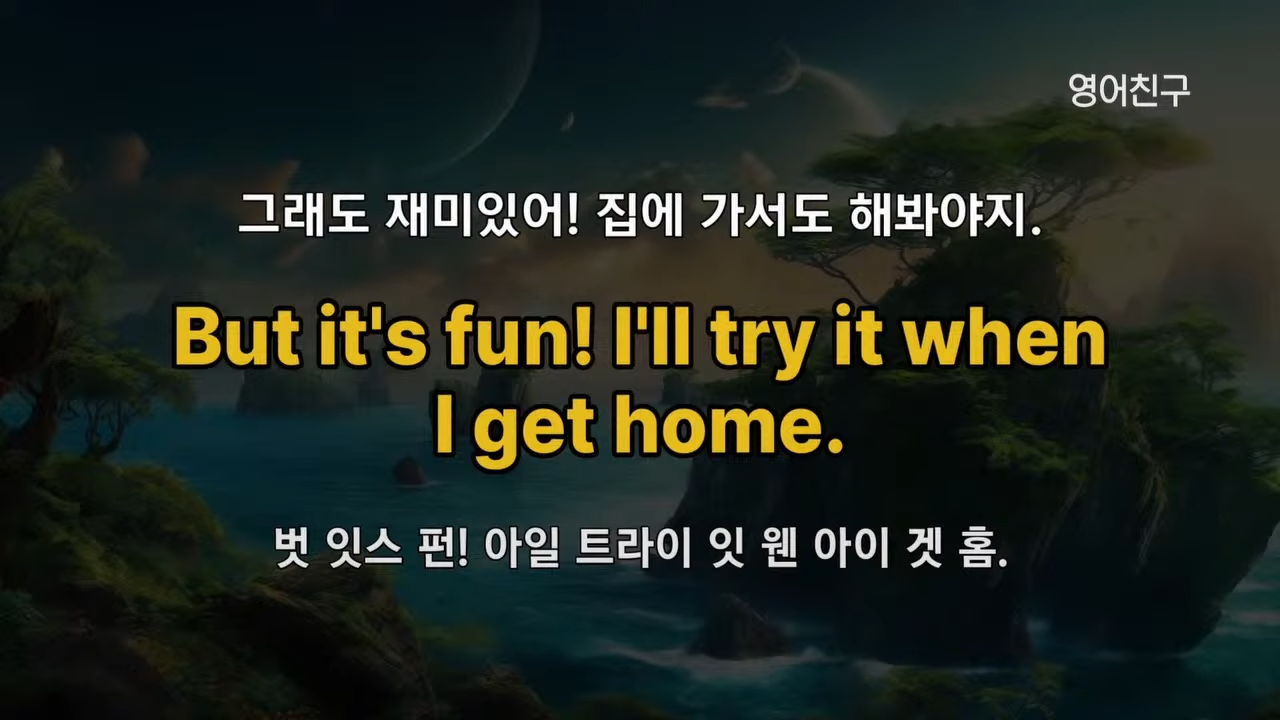 영어친구
그래도 재미있어! 집에 가서도 해봐야지.
But it's fun! I'll try it when
I get home.
벗 잇스 펀! 아일 트라이 잇 웬 아이 겟 홈.